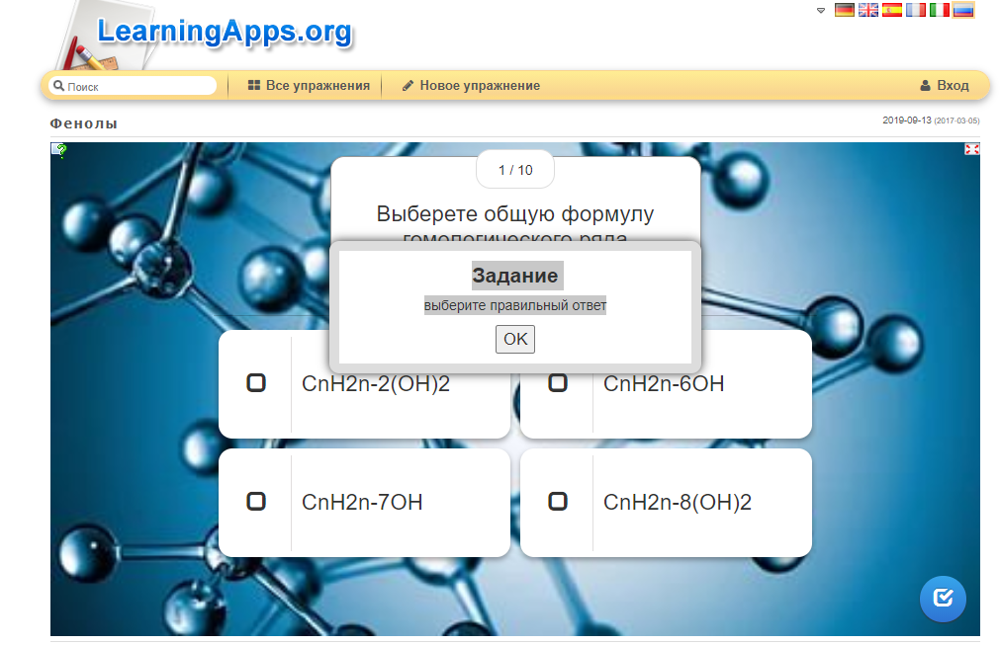 LearningApps.org
Поиск
Все упражнения
Новое упражнение
Вход
Фенолы
2019-09-13 (2017-03-05)
1 / 10
Выберете общую формулу
гомологического ряда
Задание
выберите правильный ответ
OK
CnH2n-2(OH)2
CnH2n-6OH
CnH2n-7OH
CnH2n-8(OH)2